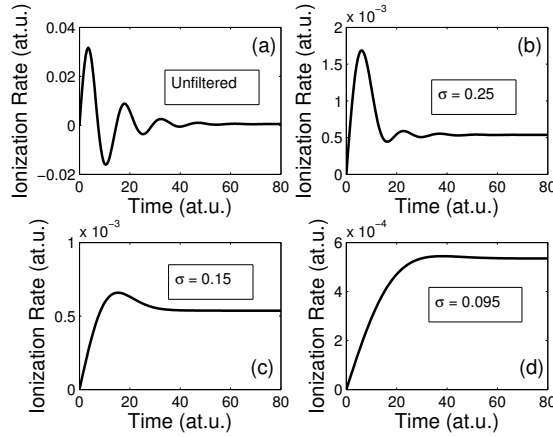 (a)
Unfiltered
Ionization Rate (at.u.)
0.04
0.02
0
−0.02
0 20 40 60 80
Time (at.u.)
(b)
σ = 0.25
x 10⁻³
Ionization Rate (at.u.)
2
1.5
1
0.5
0
0 20 40 60 80
Time (at.u.)
x 10⁻³
σ = 0.15
(c)
Ionization Rate (at.u.)
1
0.5
0
0 20 40 60 80
Time (at.u.)
x 10⁻⁴
σ = 0.095
(d)
Ionization Rate (at.u.)
6
4
2
0
0 20 40 60 80
Time (at.u.)